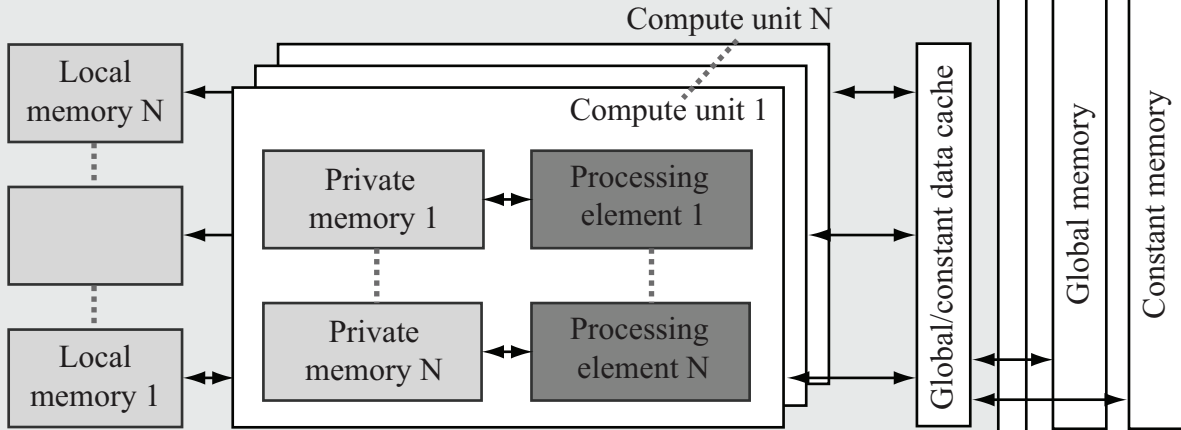 Compute unit N
Local
memory N
Compute unit 1
Private
memory 1
Processing
element 1
Private
memory N
Processing
element N
Local
memory 1
Global/constant data cache
Global memory
Constant memory